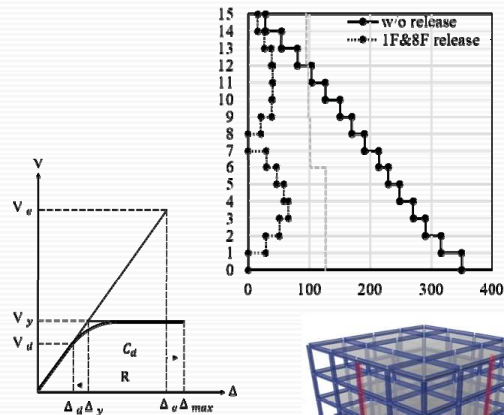 15
14
13
12
11
10
9
8
7
6
5
4
3
2
1
0
w/o release
1F&8F release
0 100 200 300 400
V
V e
V y
V d
C d
R
Δ
Δ d Δ y Δ e Δ max